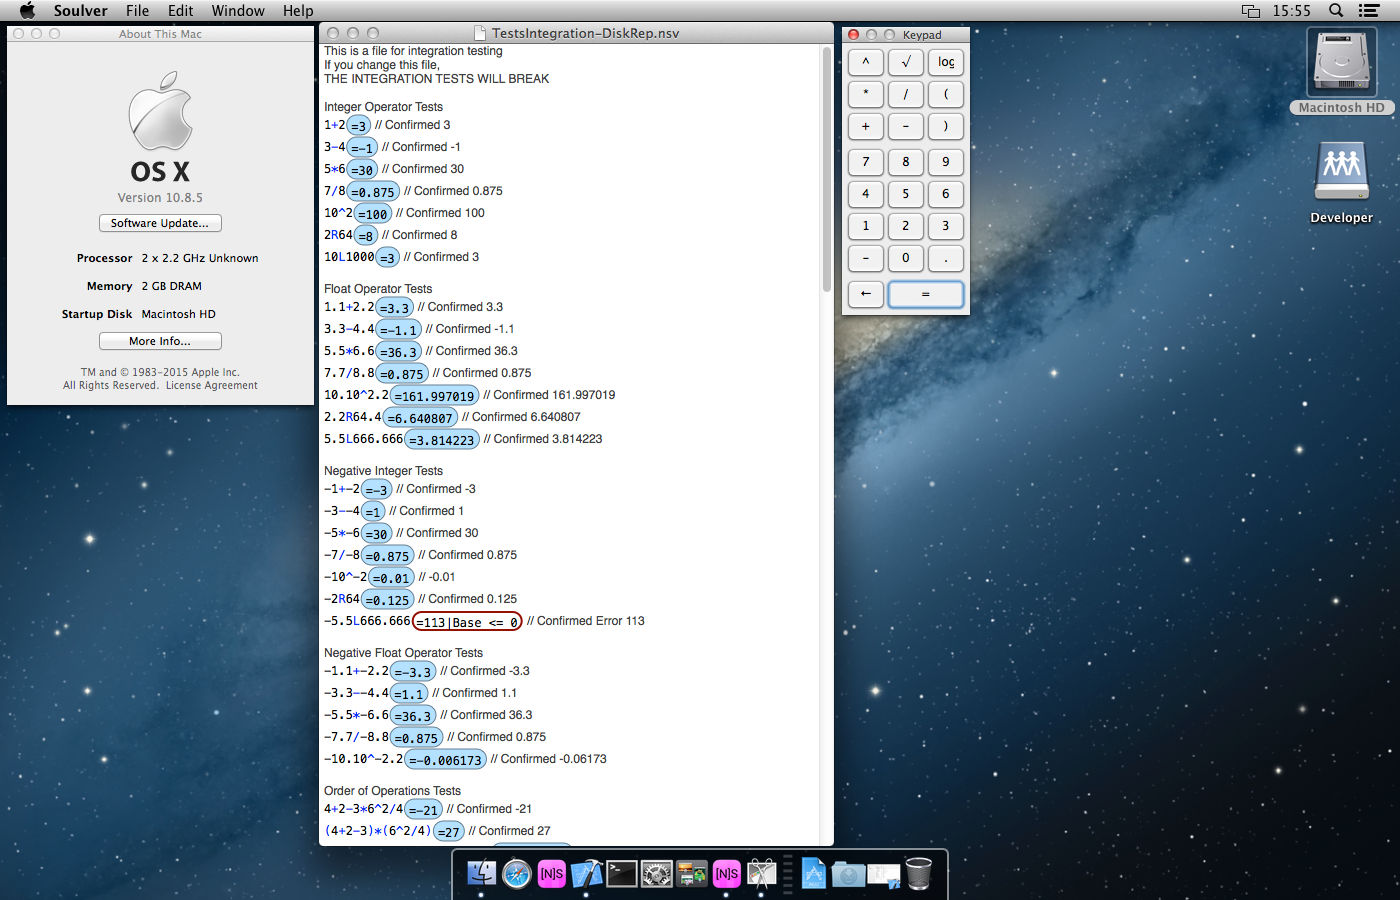 Soulver File Edit Window Help 15:55
About This Mac
OS X
Version 10.8.5
Software Update...
Processor 2 x 2.2 GHz Unknown
Memory 2 GB DRAM
Startup Disk Macintosh HD
More Info...
TM and © 1983-2015 Apple Inc.
All Rights Reserved. License Agreement
TestsIntegration-DiskRep.nsv
This is a file for integration testing
If you change this file,
THE INTEGRATION TESTS WILL BREAK
Integer Operator Tests
1+2 =3 // Confirmed 3
3-4 =-1 // Confirmed -1
5*6 =30 // Confirmed 30
7/8 =0.875 // Confirmed 0.875
10^2 =100 // Confirmed 100
2R64 =8 // Confirmed 8
10L1000 =3 // Confirmed 3
Float Operator Tests
1.1+2.2 =3.3 // Confirmed 3.3
3.3-4.4 =-1.1 // Confirmed -1.1
5.5*6.6 =36.3 // Confirmed 36.3
7.7/8.8 =0.875 // Confirmed 0.875
10.10^2.2 =161.997019 // Confirmed 161.997019
2.2R64.4 =6.640807 // Confirmed 6.640807
5.5L666.666 =3.814223 // Confirmed 3.814223
Negative Integer Tests
-1+-2 =-3 // Confirmed -3
-3--4 =1 // Confirmed 1
-5*-6 =30 // Confirmed 30
-7/-8 =0.875 // Confirmed 0.875
-10^-2 =0.01 // -0.01
-2R64 =0.125 // Confirmed 0.125
-5.5L666.666 =113|Base <= 0 // Confirmed Error 113
Negative Float Operator Tests
-1.1+-2.2 =-3.3 // Confirmed -3.3
-3.3--4.4 =1.1 // Confirmed 1.1
-5.5*-6.6 =36.3 // Confirmed 36.3
-7.7/-8.8 =0.875 // Confirmed 0.875
-10.10^-2.2 =-0.006173 // Confirmed -0.06173
Order of Operations Tests
4+2-3*6^2/4 =-21 // Confirmed -21
(4+2-3)*(6^2/4) =27 // Confirmed 27
Keypad
^ √ log
* / (
+ - )
7 8 9
4 5 6
1 2 3
- 0 .
← =
Macintosh HD
Developer
[N]S
[N]S